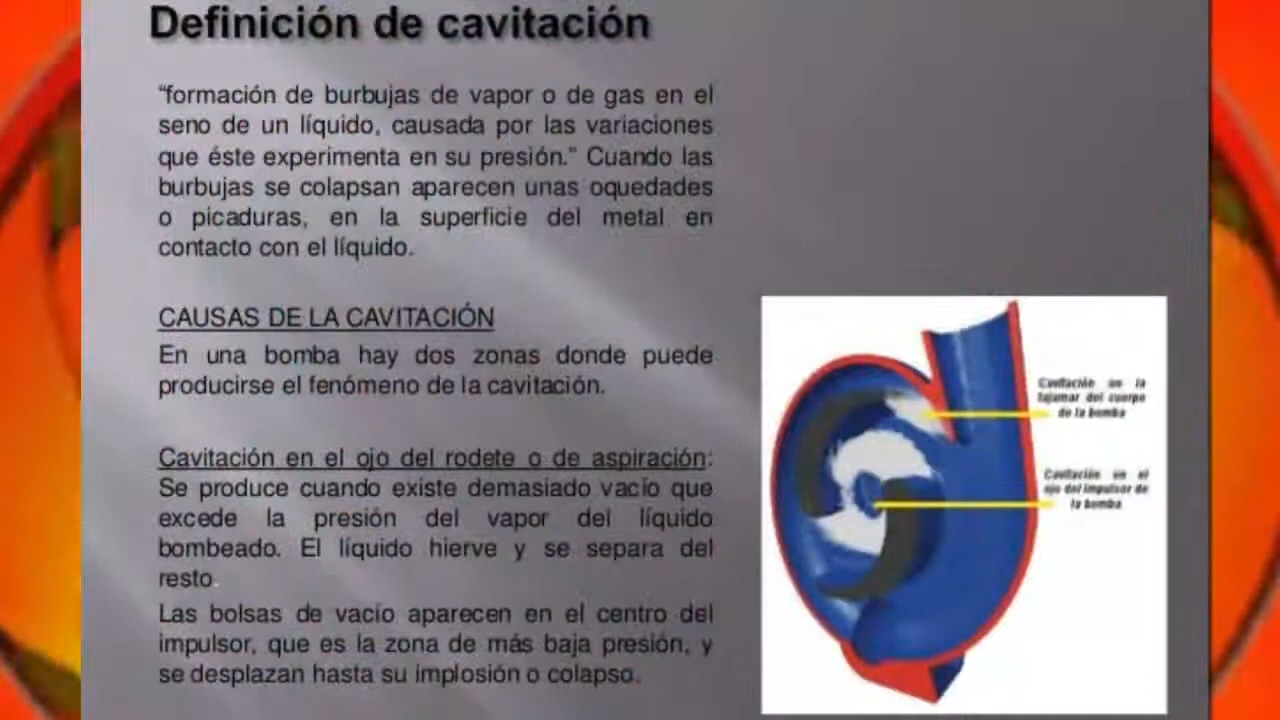 Definición de cavitación
“formación de burbujas de vapor o de gas en el
seno de un líquido, causada por las variaciones
que éste experimenta en su presión.” Cuando las
burbujas se colapsan aparecen unas oquedades
o picaduras, en la superficie del metal en
contacto con el líquido.
CAUSAS DE LA CAVITACIÓN
En una bomba hay dos zonas donde puede
producirse el fenómeno de la cavitación.
Cavitación en el ojo del rodete o de aspiración:
Se produce cuando existe demasiado vacío que
excede la presión del vapor del líquido
bombeado. El líquido hierve y se separa del
resto.
Las bolsas de vacío aparecen en el centro del
impulsor, que es la zona de más baja presión, y
se desplazan hasta su implosión o colapso.
Cavitación en la
tajamar del cuerpo
de la bomba
Cavitación en el
ojo del impulsor de
la bomba